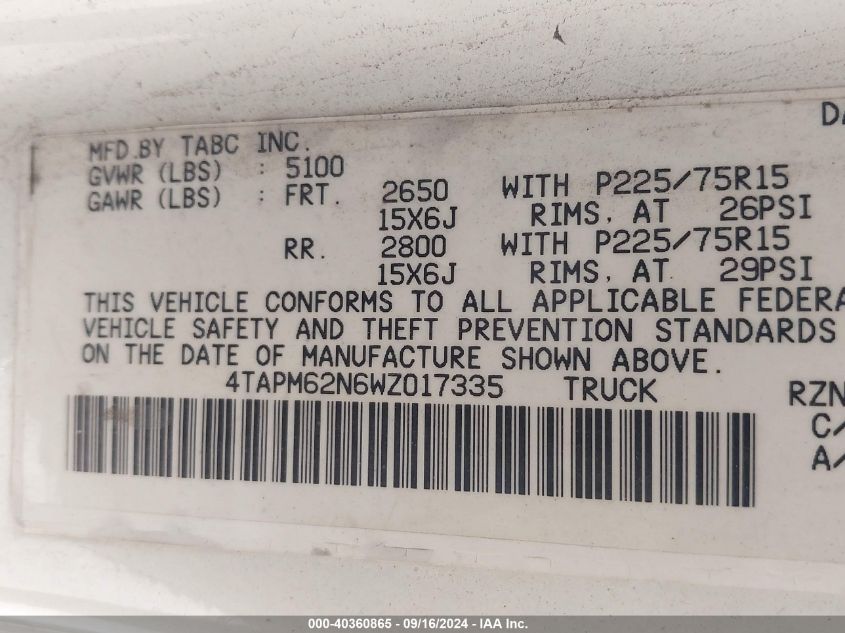 DA
MFD.BY TABC INC.
GVWR (LBS) : 5100
GAWR (LBS) : FRT. 2650 WITH P225/75R15
15X6J RIMS, AT 26PSI
RR. 2800 WITH P225/75R15
15X6J RIMS, AT 29PSI
THIS VEHICLE CONFORMS TO ALL APPLICABLE FEDERA
VEHICLE SAFETY AND THEFT PREVENTION STANDARDS
ON THE DATE OF MANUFACTURE SHOWN ABOVE.
4TAPM62N6WZ017335 TRUCK RZN
C/
A/
000-40360865 - 09/16/2024 - IAA Inc.